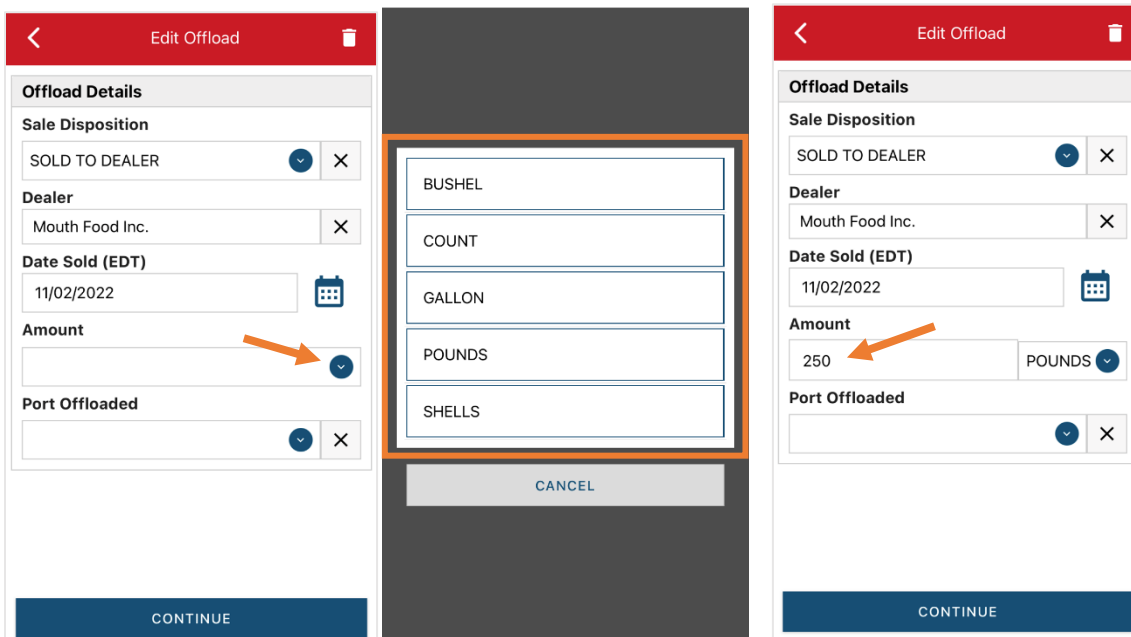 Edit Offload
Offload Details
Sale Disposition
SOLD TO DEALER
Dealer
Mouth Food Inc.
Date Sold (EDT)
11/02/2022
Amount
Port Offloaded
CONTINUE
BUSHEL
COUNT
GALLON
POUNDS
SHELLS
CANCEL
Edit Offload
Offload Details
Sale Disposition
SOLD TO DEALER
Dealer
Mouth Food Inc.
Date Sold (EDT)
11/02/2022
Amount
250 POUNDS
Port Offloaded
CONTINUE